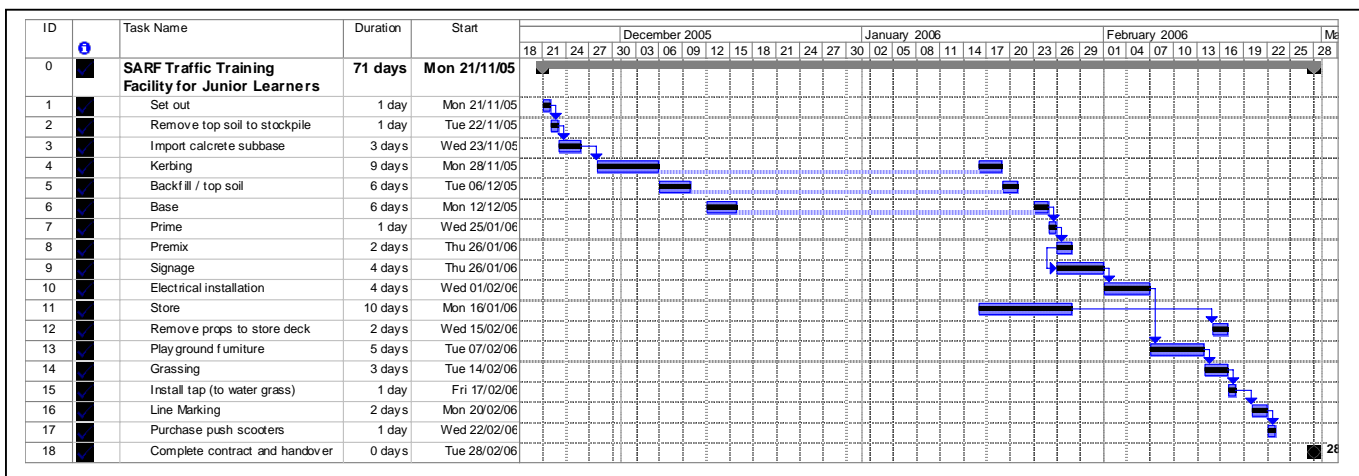 ID Task Name Duration Start
December 2005 January 2006 February 2006 Ma
18 21 24 27 30 03 06 09 12 15 18 21 24 27 30 02 05 08 11 14 17 20 23 26 29 01 04 07 10 13 16 19 22 25 28
0 SARF Traffic Training 71 days Mon 21/11/05
Facility for Junior Learners
1 Set out 1 day Mon 21/11/05
2 Remove top soil to stockpile 1 day Tue 22/11/05
3 Import calcrete subbase 3 days Wed 23/11/05
4 Kerbing 9 days Mon 28/11/05
5 Backfill / top soil 6 days Tue 06/12/05
6 Base 6 days Mon 12/12/05
7 Prime 1 day Wed 25/01/06
8 Premix 2 days Thu 26/01/06
9 Signage 4 days Thu 26/01/06
10 Electrical installation 4 days Wed 01/02/06
11 Store 10 days Mon 16/01/06
12 Remove props to store deck 2 days Wed 15/02/06
13 Playground furniture 5 days Tue 07/02/06
14 Grassing 3 days Tue 14/02/06
15 Install tap (to water grass) 1 day Fri 17/02/06
16 Line Marking 2 days Mon 20/02/06
17 Purchase push scooters 1 day Wed 22/02/06
18 Complete contract and handover 0 days Tue 28/02/06 28